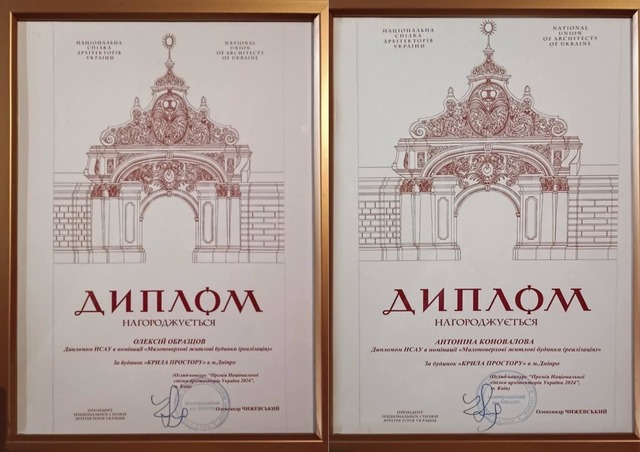 НАЦІОНАЛЬНА
СПІЛКА
АРХІТЕКТОРІВ
УКРАЇНИ
NATIONAL
UNION
OF ARCHITECTS
OF UKRAINE
ДИПЛОМ
НАГОРОДЖУЄТЬСЯ
ОЛЕКСІЙ ОБРАЗЦОВ
Дипломом НСАУ в номінації «Малоповерхові житлові будинки (реалізація)»
За будинок «КРИЛА ПРОСТОРУ» в м.Дніпро
(Огляд-конкурс "Премія Національної
спілки архітекторів України 2024",
м. Київ)
ПРЕЗИДЕНТ
НАЦІОНАЛЬНОЇ СПІЛКИ
АРХІТЕКТОРІВ УКРАЇНИ
Олександр ЧИЖЕВСЬКИЙ
НАЦІОНАЛЬНА
СПІЛКА
АРХІТЕКТОРІВ
УКРАЇНИ
NATIONAL
UNION
OF ARCHITECTS
OF UKRAINE
ДИПЛОМ
НАГОРОДЖУЄТЬСЯ
АНТОНІНА КОНОВАЛОВА
Дипломом НСАУ в номінації «Малоповерхові житлові будинки (реалізація)»
За будинок «КРИЛА ПРОСТОРУ» в м.Дніпро
(Огляд-конкурс "Премія Національної
спілки архітекторів України 2024",
м. Київ)
ПРЕЗИДЕНТ
НАЦІОНАЛЬНОЇ СПІЛКИ
АРХІТЕКТОРІВ УКРАЇНИ
Олександр ЧИЖЕВСЬКИЙ